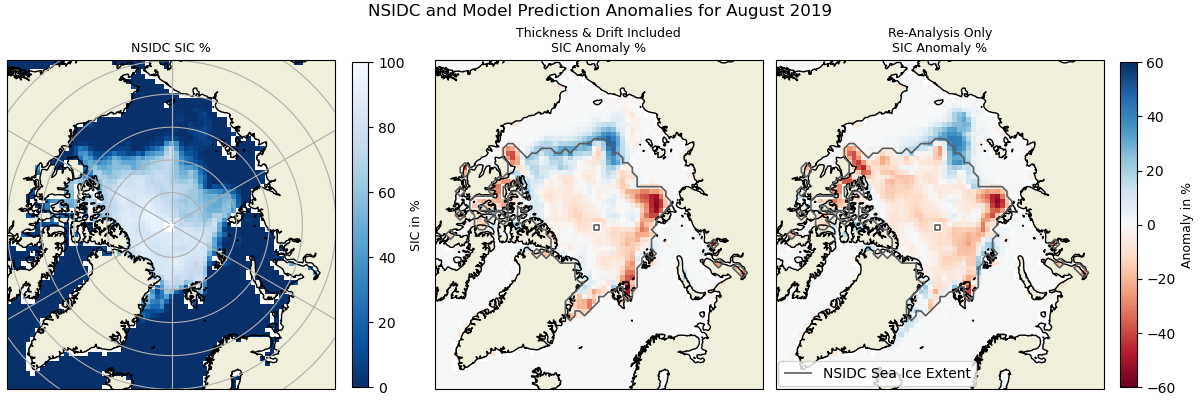 NSIDC and Model Prediction Anomalies for August 2019
NSIDC SIC %
Thickness & Drift Included
SIC Anomaly %
Re-Analysis Only
SIC Anomaly %
100
80
60
40
20
0
SIC in %
60
40
20
0
−20
−40
−60
Anomaly in %
NSIDC Sea Ice Extent